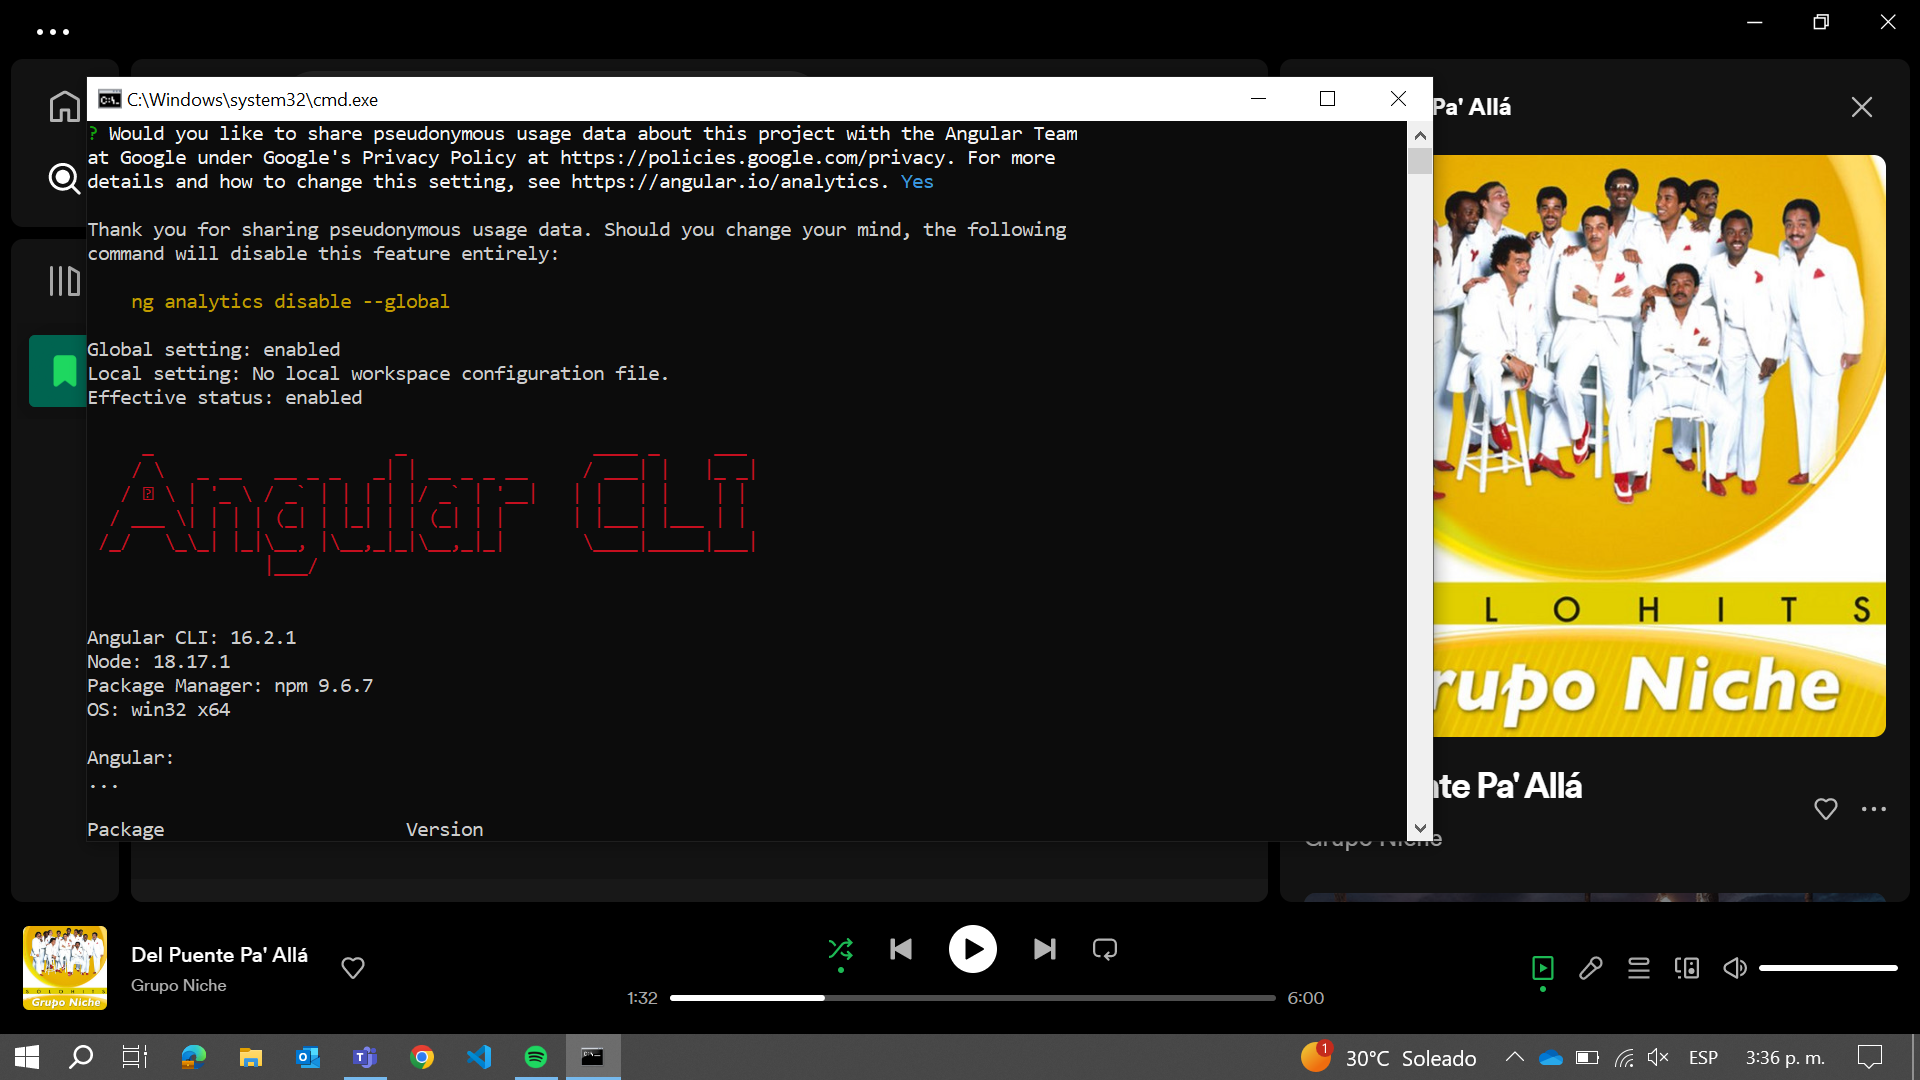 C:\Windows\system32\cmd.exe
? Would you like to share pseudonymous usage data about this project with the Angular Team
at Google under Google's Privacy Policy at https://policies.google.com/privacy. For more
details and how to change this setting, see https://angular.io/analytics. Yes
Thank you for sharing pseudonymous usage data. Should you change your mind, the following
command will disable this feature entirely:
ng analytics disable --global
Global setting: enabled
Local setting: No local workspace configuration file.
Effective status: enabled
Angular CLI
Angular CLI: 16.2.1
Node: 18.17.1
Package Manager: npm 9.6.7
OS: win32 x64
Angular:
...
Package Version
Pa' Allá
LOHITS
rupo Niche
nte Pa' Allá
Grupo Niche
SOLOHITS
Grupo Niche
Del Puente Pa' Allá
Grupo Niche
1:32
6:00
1
30°C Soleado
ESP
3:36 p. m.